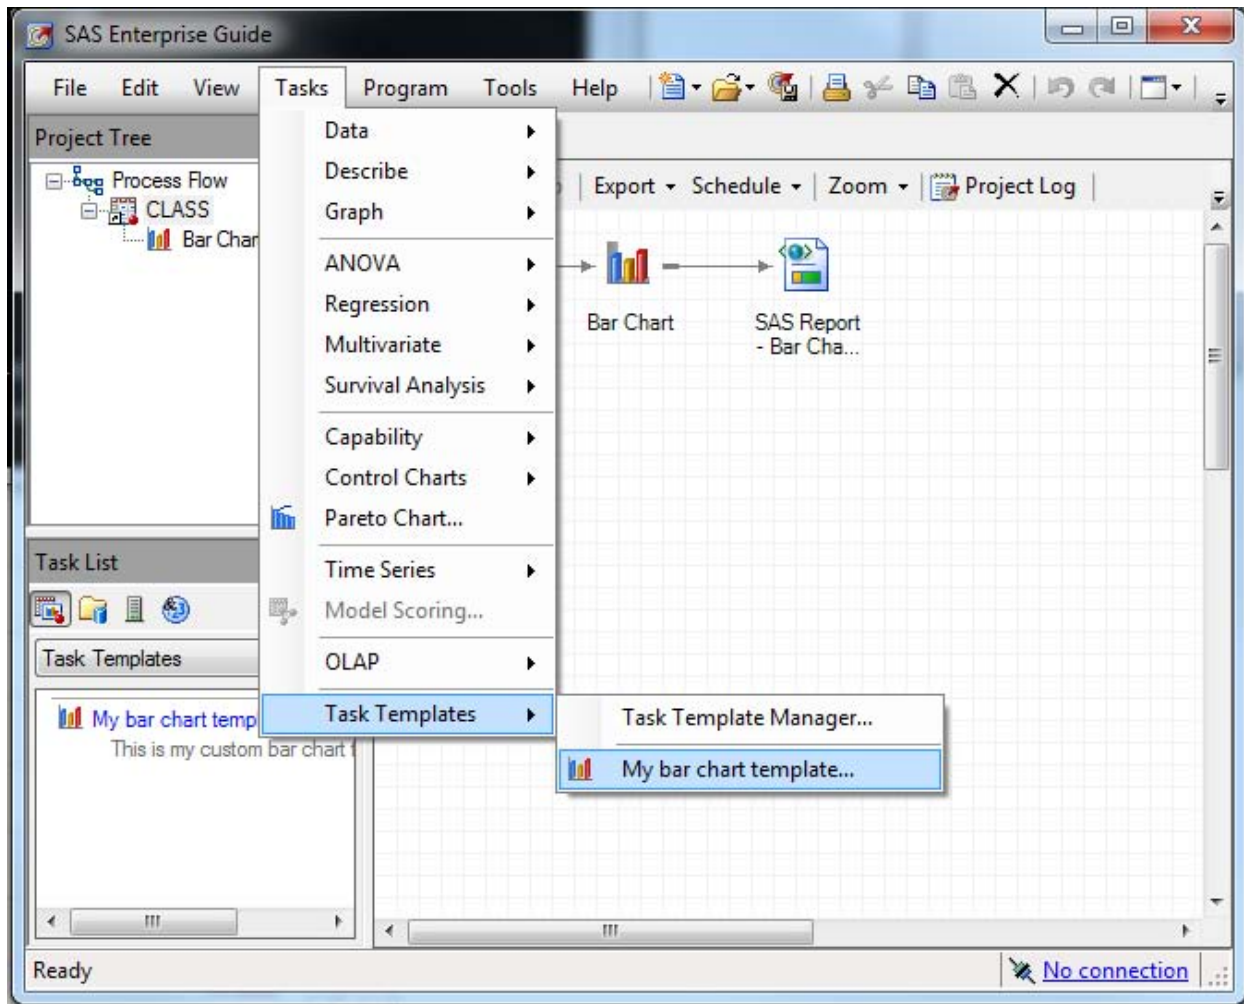 SAS Enterprise Guide
File Edit View Tasks Program Tools Help
Project Tree
Process Flow
CLASS
Bar Char
Data
Describe
Graph
ANOVA
Regression
Multivariate
Survival Analysis
Capability
Control Charts
Pareto Chart...
Time Series
Model Scoring...
OLAP
Task Templates
Export Schedule Zoom Project Log
Bar Chart
SAS Report
- Bar Cha...
Task Template Manager...
My bar chart template...
Task List
Task Templates
My bar chart temp
This is my custom bar chart
Ready
No connection